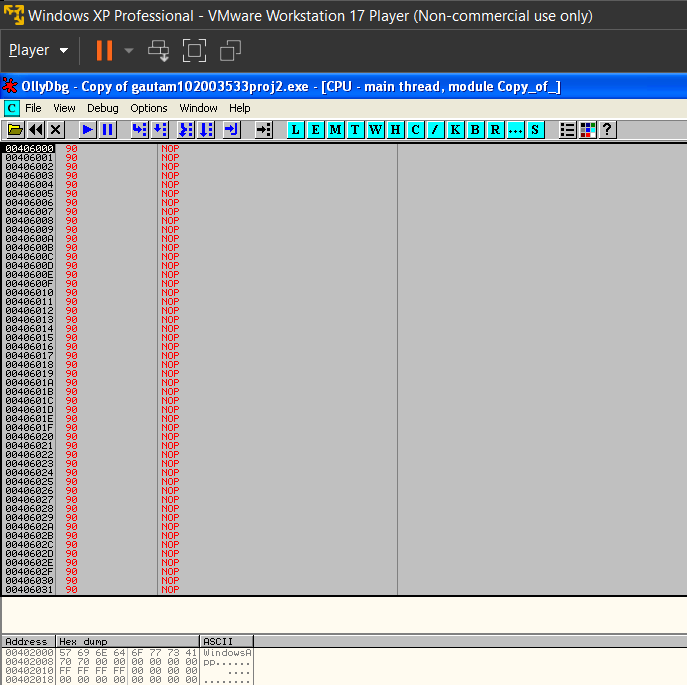 Windows XP Professional - VMware Workstation 17 Player (Non-commercial use only)
Player
OllyDbg - Copy of gautam102003533proj2.exe - [CPU - main thread, module Copy_of_]
C File View Debug Options Window Help
L E M T W H C / K B R ... S ?
00406000 90 NOP
00406001 90 NOP
00406002 90 NOP
00406003 90 NOP
00406004 90 NOP
00406005 90 NOP
00406006 90 NOP
00406007 90 NOP
00406008 90 NOP
00406009 90 NOP
0040600A 90 NOP
0040600B 90 NOP
0040600C 90 NOP
0040600D 90 NOP
0040600E 90 NOP
0040600F 90 NOP
00406010 90 NOP
00406011 90 NOP
00406012 90 NOP
00406013 90 NOP
00406014 90 NOP
00406015 90 NOP
00406016 90 NOP
00406017 90 NOP
00406018 90 NOP
00406019 90 NOP
0040601A 90 NOP
0040601B 90 NOP
0040601C 90 NOP
0040601D 90 NOP
0040601E 90 NOP
0040601F 90 NOP
00406020 90 NOP
00406021 90 NOP
00406022 90 NOP
00406023 90 NOP
00406024 90 NOP
00406025 90 NOP
00406026 90 NOP
00406027 90 NOP
00406028 90 NOP
00406029 90 NOP
0040602A 90 NOP
0040602B 90 NOP
0040602C 90 NOP
0040602D 90 NOP
0040602E 90 NOP
0040602F 90 NOP
00406030 90 NOP
00406031 90 NOP
Address Hex dump ASCII
00402000 57 69 6E 64 6F 77 73 41 WindowsA
00402008 70 70 00 00 00 00 00 00 pp......
00402010 FF FF FF FF 00 00 00 00 ....
00402018 00 00 00 00 00 00 00 00 ........